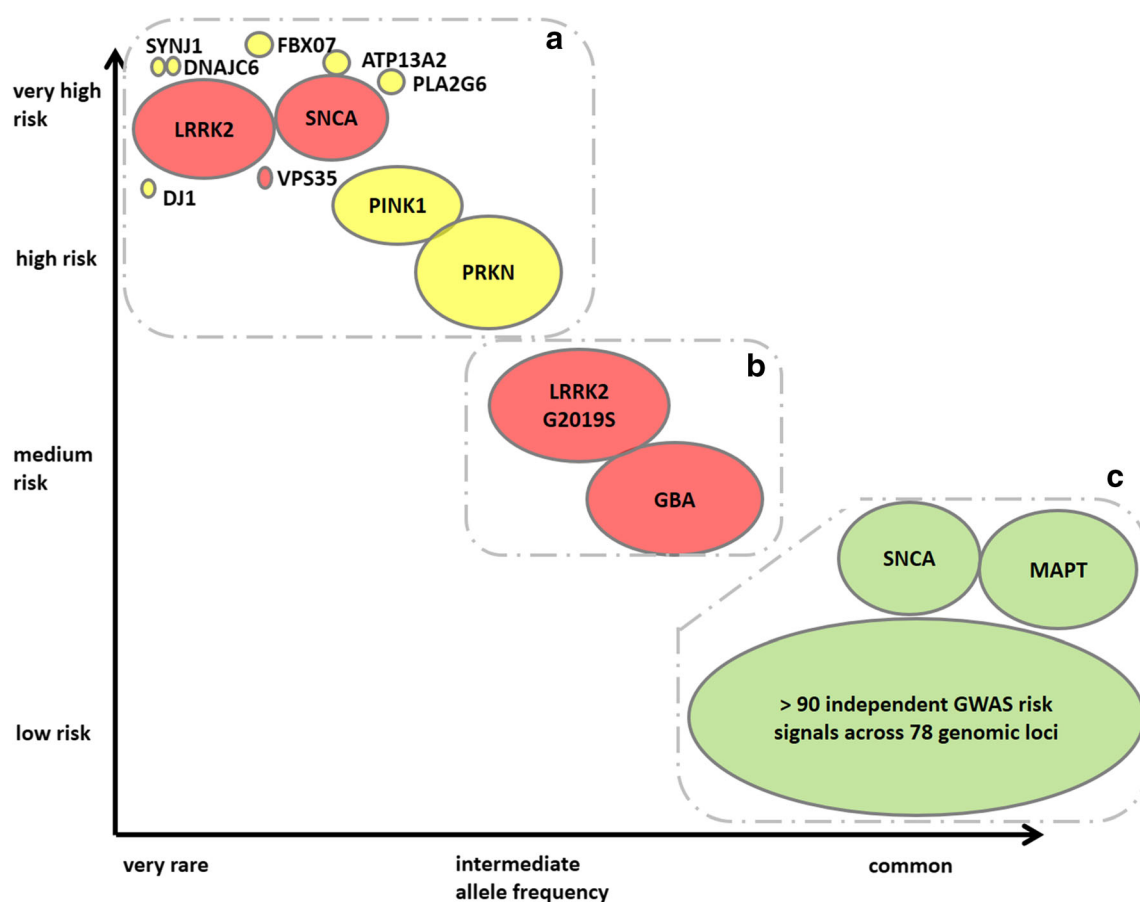 a
SYNJ1
FBX07
DNAJC6
ATP13A2
PLA2G6
very high
risk
LRRK2
SNCA
DJ1
VPS35
PINK1
high risk
PRKN
b
LRRK2
G2019S
medium
risk
GBA
c
SNCA
MAPT
> 90 independent GWAS risk
signals across 78 genomic loci
low risk
very rare
intermediate
allele frequency
common